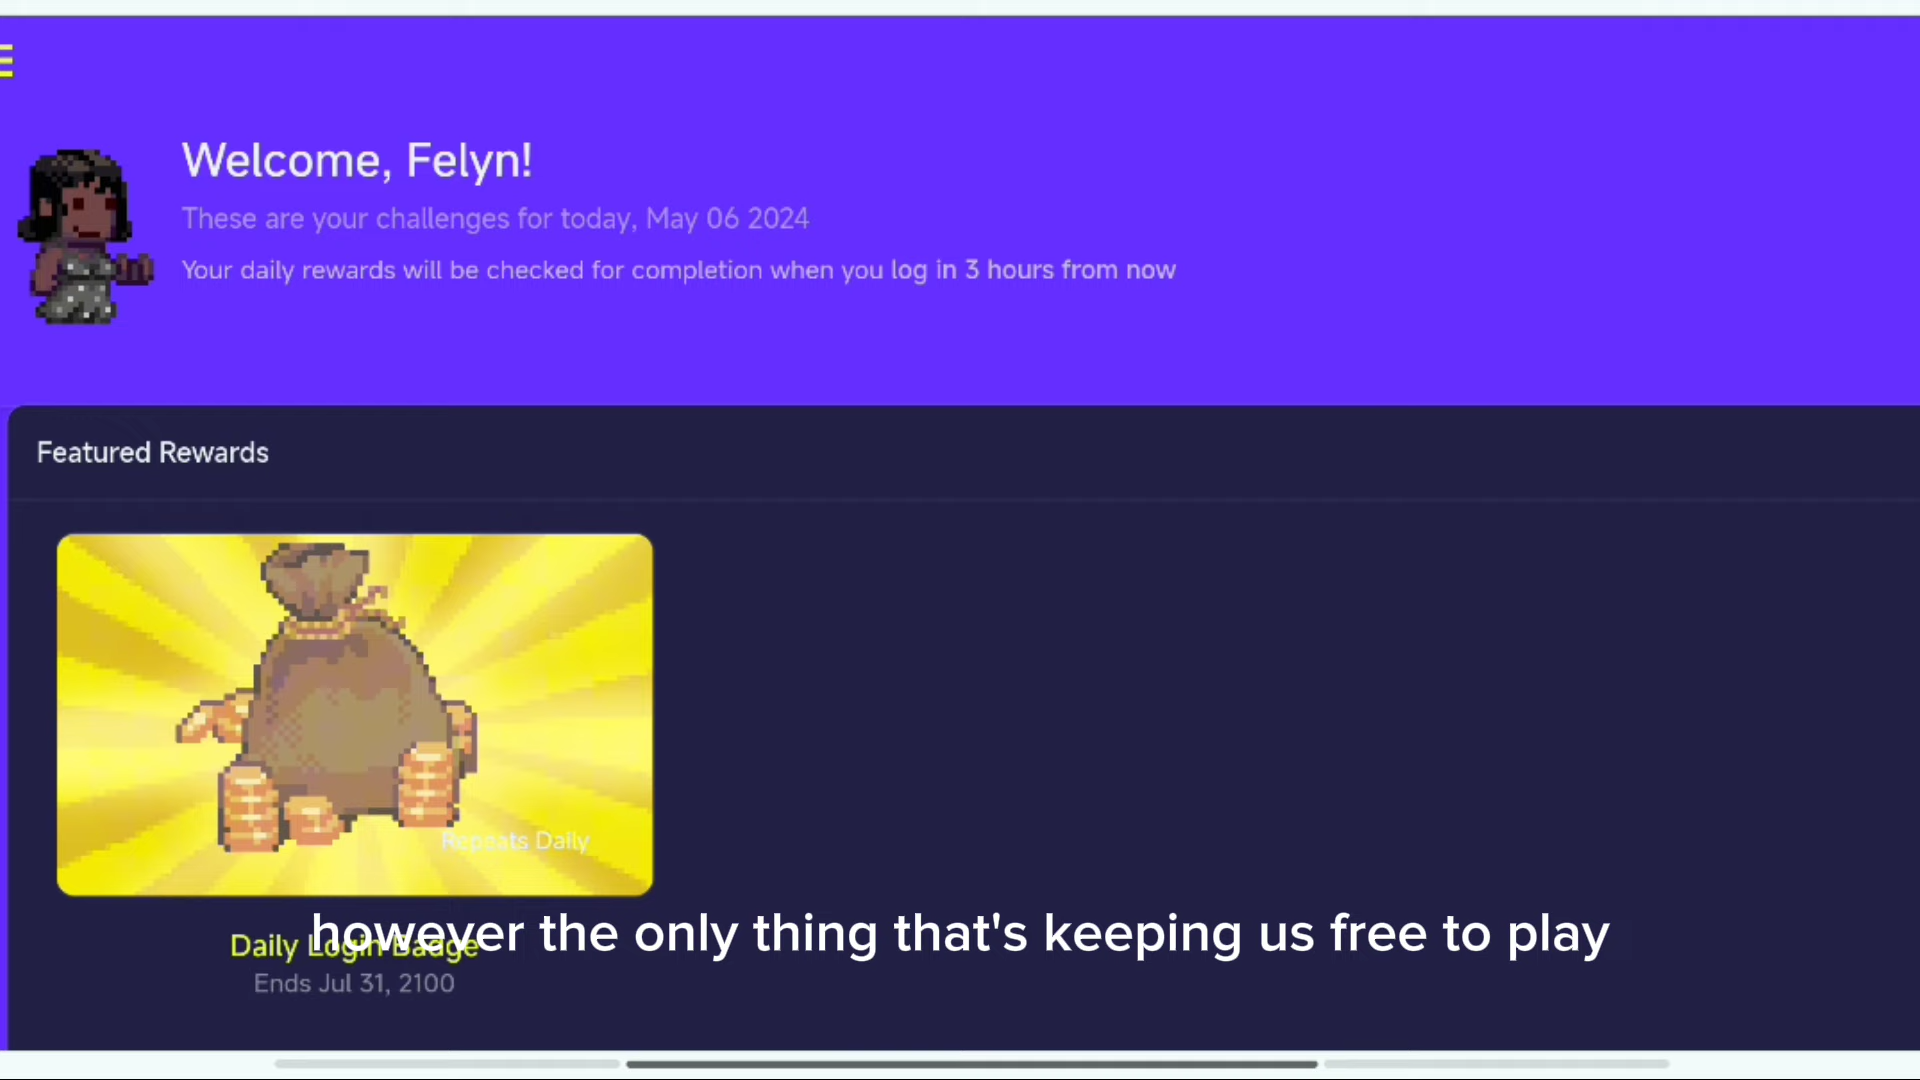 Welcome, Felyn!
These are your challenges for today, May 06 2024
Your daily rewards will be checked for completion when you log in 3 hours from now
Featured Rewards
Repeats Daily
however the only thing that's keeping us free to play
Daily Login Badge
Ends Jul 31, 2100